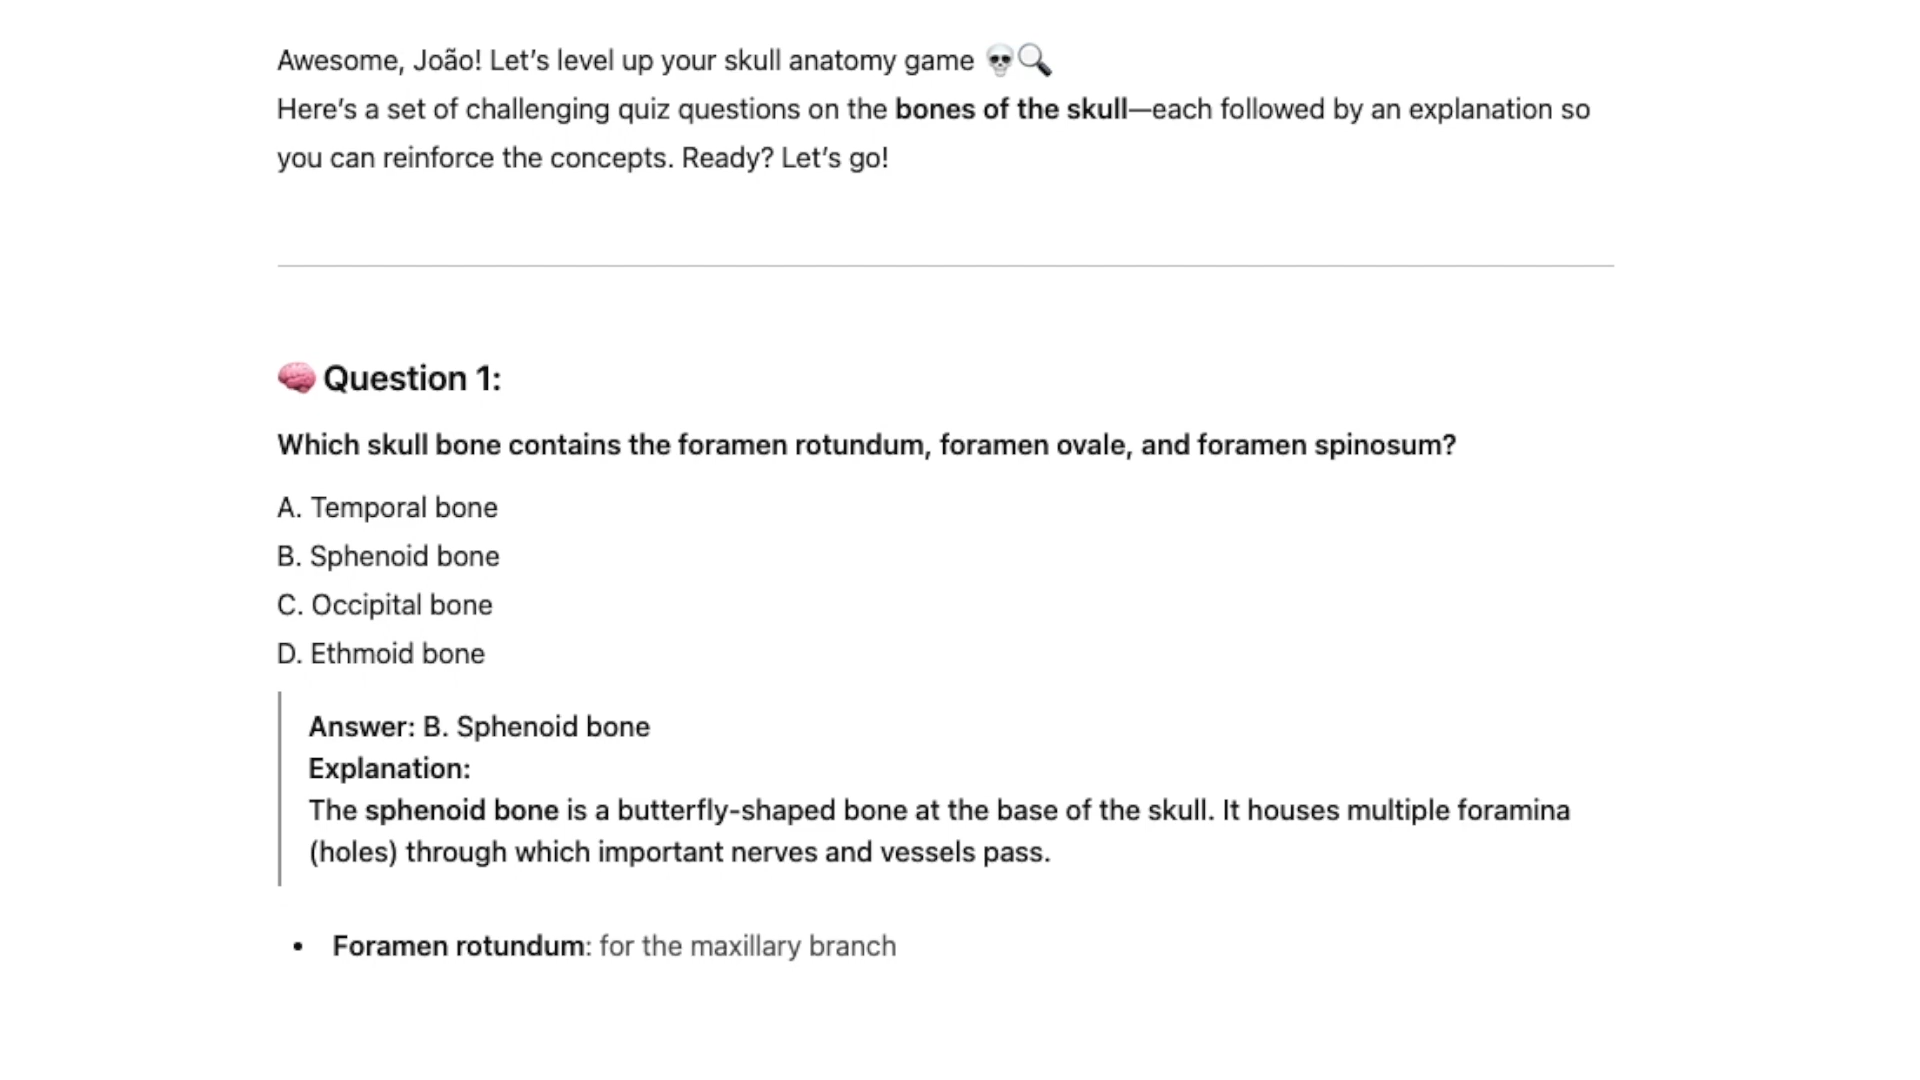 Awesome, João! Let’s level up your skull anatomy game 💀🔍
Here’s a set of challenging quiz questions on the bones of the skull—each followed by an explanation so
you can reinforce the concepts. Ready? Let’s go!
🧠 Question 1:
Which skull bone contains the foramen rotundum, foramen ovale, and foramen spinosum?
A. Temporal bone
B. Sphenoid bone
C. Occipital bone
D. Ethmoid bone
Answer: B. Sphenoid bone
Explanation:
The sphenoid bone is a butterfly-shaped bone at the base of the skull. It houses multiple foramina
(holes) through which important nerves and vessels pass.
• Foramen rotundum: for the maxillary branch